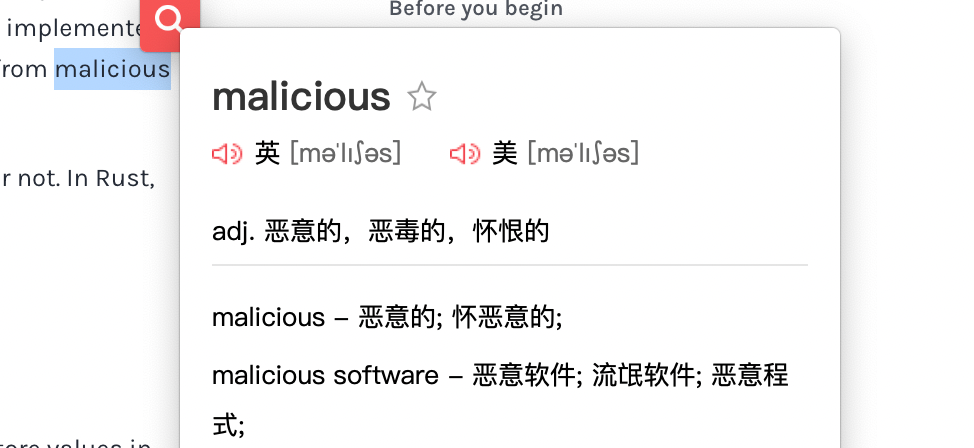 Before you begin
implemente
from malicious
malicious
英 [məˈlɪʃəs] 美 [məˈlɪʃəs]
r not. In Rust,
adj. 恶意的，恶毒的，怀恨的
malicious – 恶意的; 怀恶意的;
malicious software – 恶意软件; 流氓软件; 恶意程
式;
tore values in